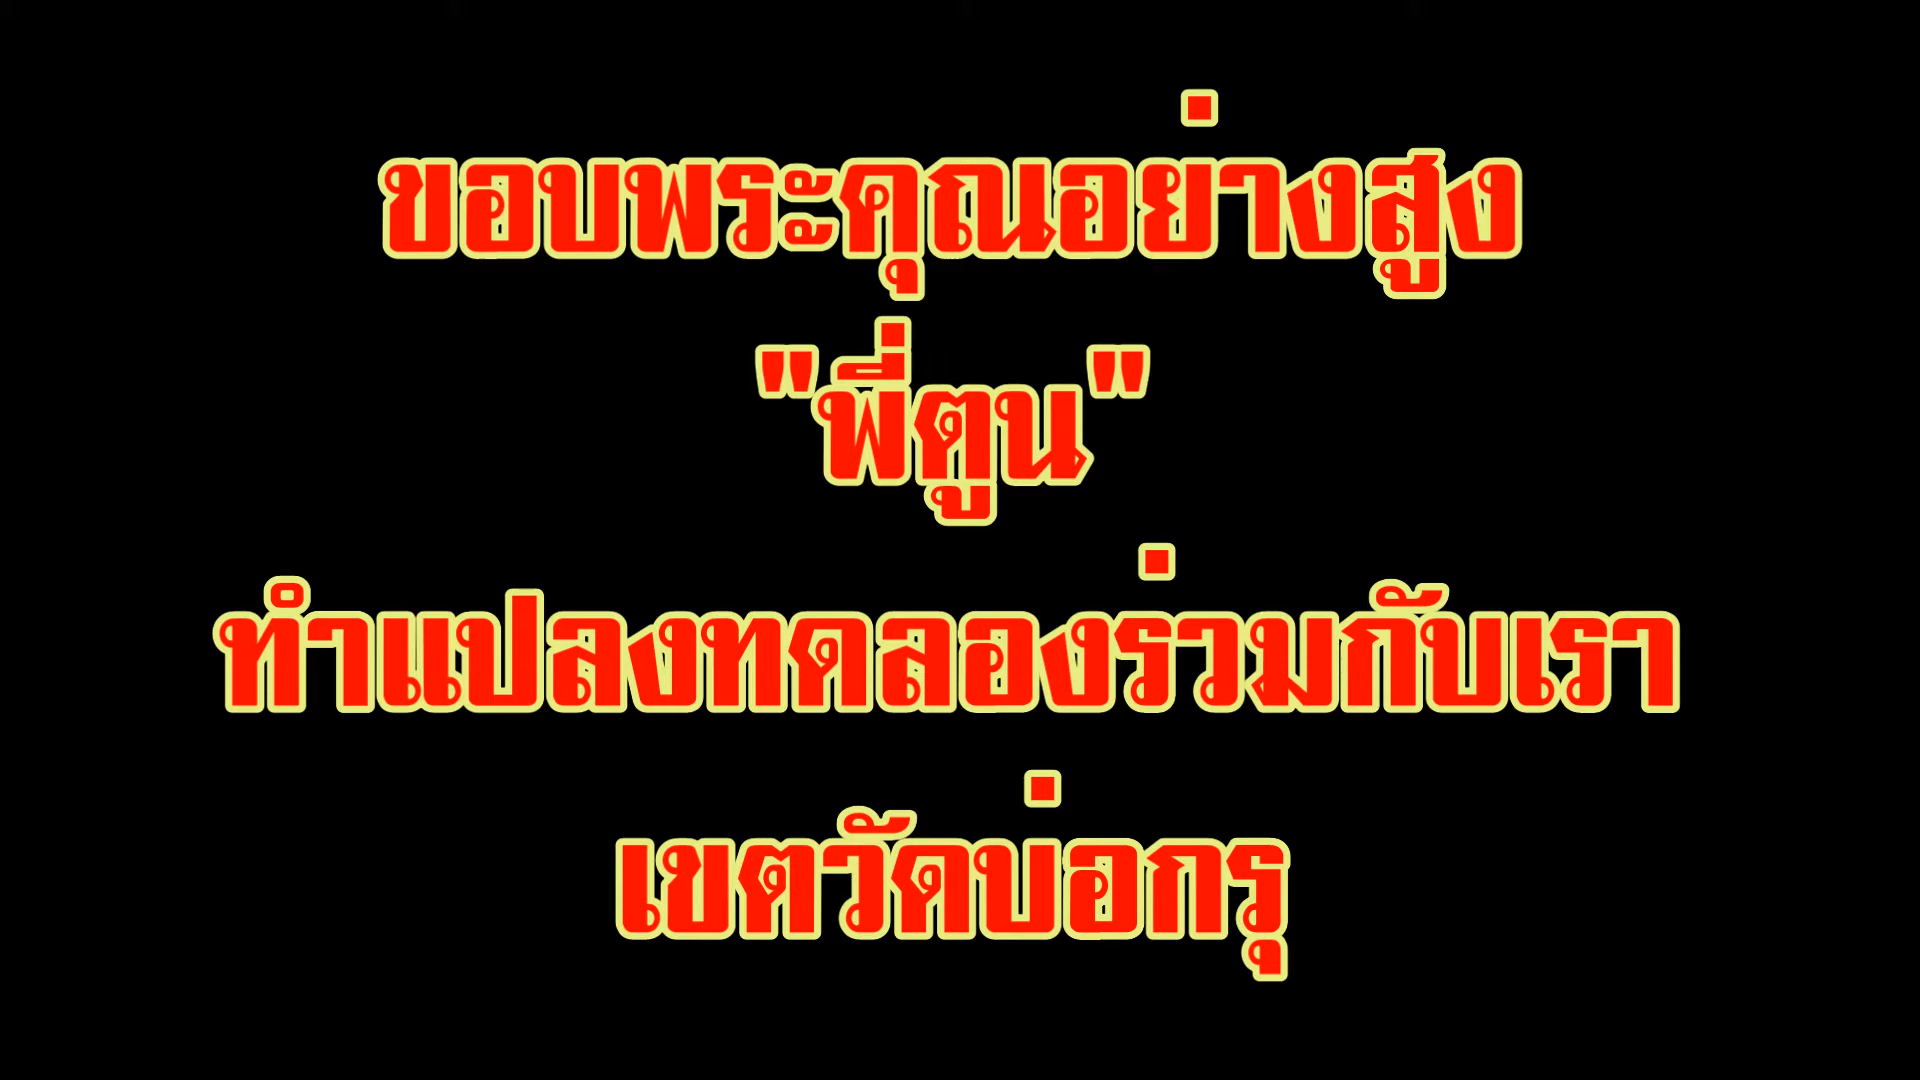 ขอบพระคุณอย่างสูง
"พี่ตูน"
ทำแปลงทดลองร่วมกับเรา
เขตวัดบ่อกรุ